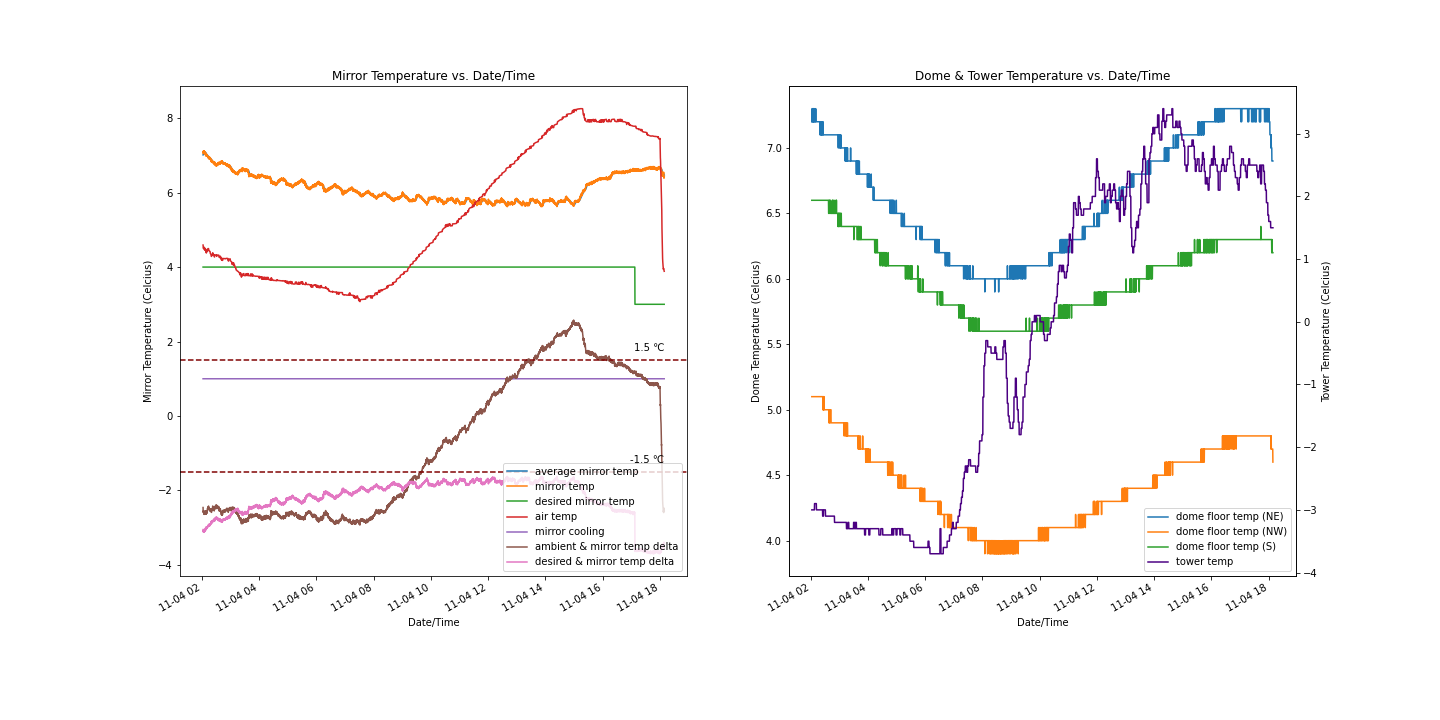 Mirror Temperature vs. Date/Time
8
6
4
2
0
−2
−4
Mirror Temperature (Celcius)
1.5 °C
-1.5 °C
average mirror temp
mirror temp
desired mirror temp
air temp
mirror cooling
ambient & mirror temp delta
desired & mirror temp delta
11-04 02
11-04 04
11-04 06
11-04 08
11-04 10
11-04 12
11-04 14
11-04 16
11-04 18
Date/Time
Dome & Tower Temperature vs. Date/Time
7.0
6.5
6.0
5.5
5.0
4.5
4.0
Dome Temperature (Celcius)
3
2
1
0
−1
−2
−3
−4
Tower Temperature (Celcius)
dome floor temp (NE)
dome floor temp (NW)
dome floor temp (S)
tower temp
11-04 02
11-04 04
11-04 06
11-04 08
11-04 10
11-04 12
11-04 14
11-04 16
11-04 18
Date/Time